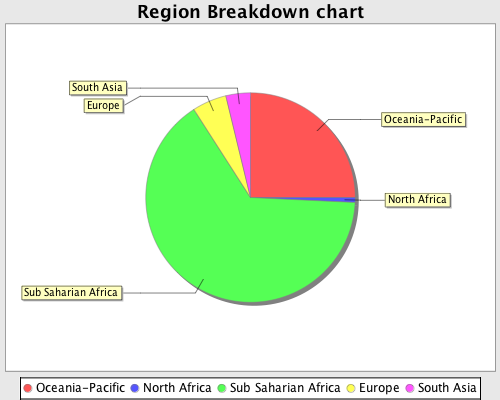 Region Breakdown chart
South Asia
Europe
Oceania-Pacific
North Africa
Sub Saharian Africa
Oceania-Pacific North Africa Sub Saharian Africa Europe South Asia